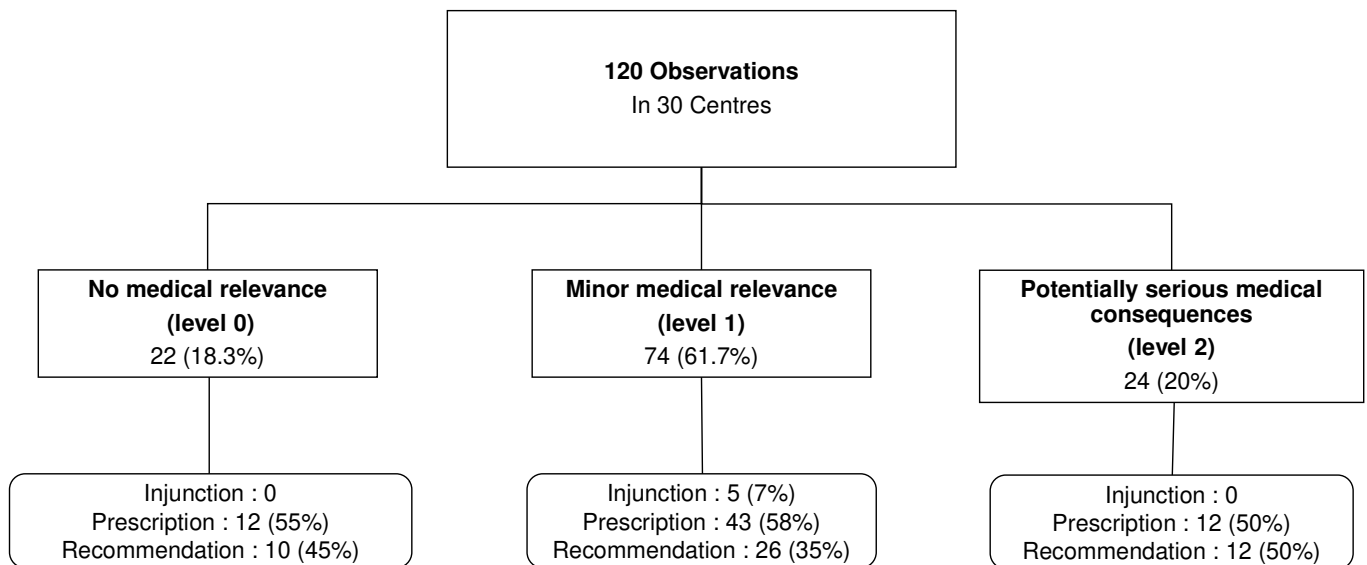 120 Observations
In 30 Centres
No medical relevance
(level 0)
22 (18.3%)
Minor medical relevance
(level 1)
74 (61.7%)
Potentially serious medical
consequences
(level 2)
24 (20%)
Injunction : 0
Prescription : 12 (55%)
Recommendation : 10 (45%)
Injunction : 5 (7%)
Prescription : 43 (58%)
Recommendation : 26 (35%)
Injunction : 0
Prescription : 12 (50%)
Recommendation : 12 (50%)